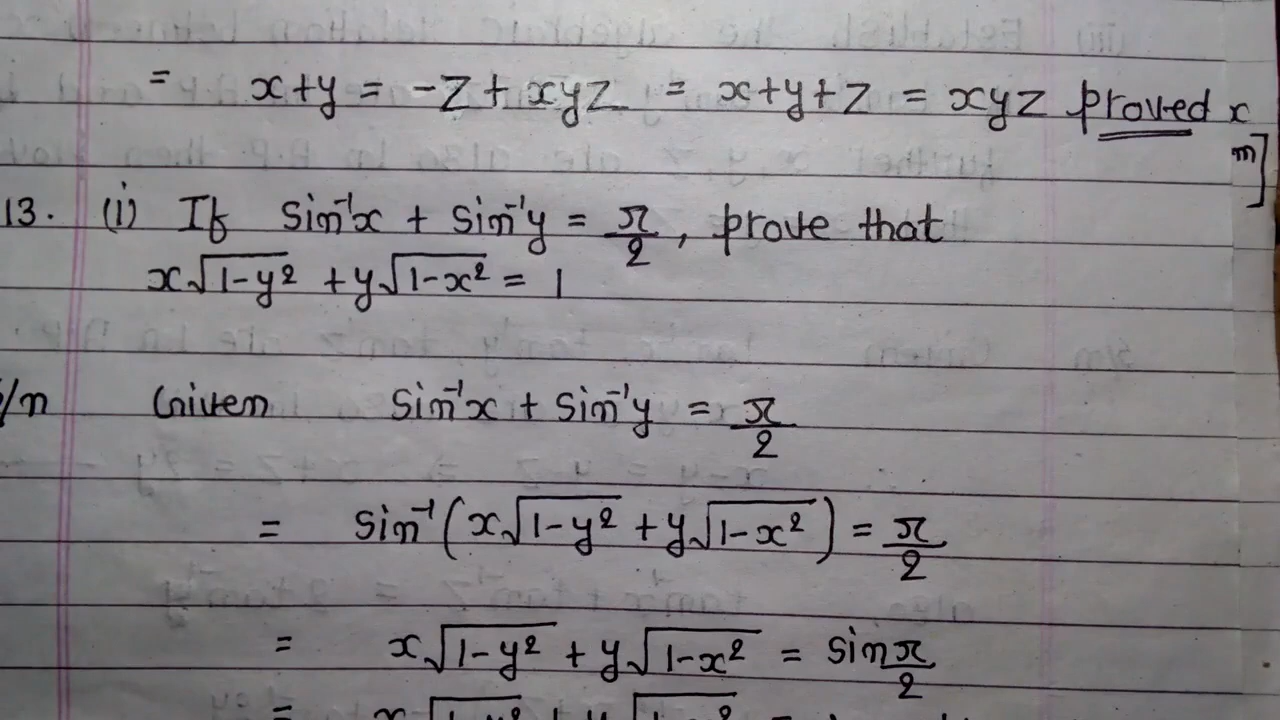 = x+y = -z + xyz = x+y+z = xyz proved x
m]
13. (i) If sin⁻¹x + sin⁻¹y = π/2, prove that
x√1-y² + y√1-x² = 1
s/n Given sin⁻¹x + sin⁻¹y = π/2
= sin⁻¹(x√1-y² + y√1-x²) = π/2
= x√1-y² + y√1-x² = sin π/2